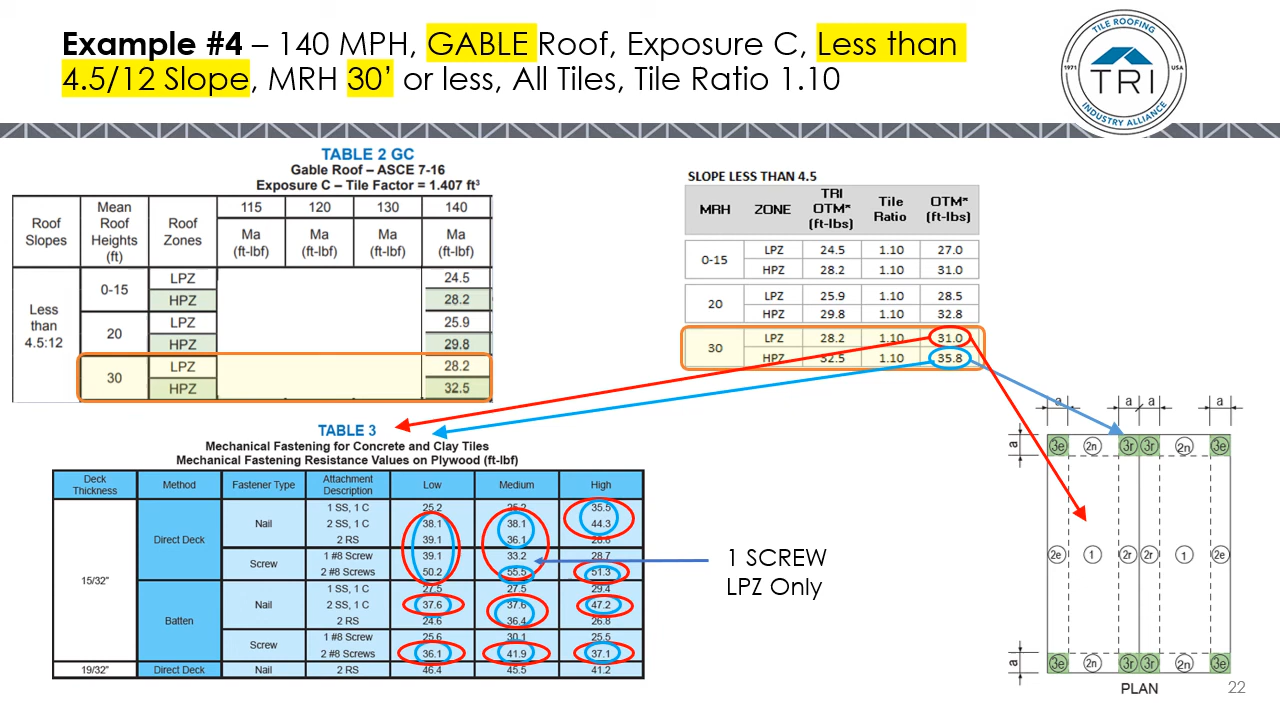 Example #4 – 140 MPH, GABLE Roof, Exposure C, Less than
4.5/12 Slope, MRH 30’ or less, All Tiles, Tile Ratio 1.10
TILE ROOFING
1971 TRI USA
INDUSTRY ALLIANCE
TABLE 2 GC
Gable Roof – ASCE 7-16
Exposure C – Tile Factor = 1.407 ft³
Roof Slopes Mean Roof Heights (ft) Roof Zones 115 120 130 140
Ma (ft-lbf) Ma (ft-lbf) Ma (ft-lbf) Ma (ft-lbf)
Less than 4.5:12 0-15 LPZ 24.5
HPZ 28.2
20 LPZ 25.9
HPZ 29.8
30 LPZ 28.2
HPZ 32.5
SLOPE LESS THAN 4.5
MRH ZONE TRI OTM* (ft-lbs) Tile Ratio OTM* (ft-lbs)
0-15 LPZ 24.5 1.10 27.0
HPZ 28.2 1.10 31.0
20 LPZ 25.9 1.10 28.5
HPZ 29.8 1.10 32.8
30 LPZ 28.2 1.10 31.0
HPZ 32.5 1.10 35.8
TABLE 3
Mechanical Fastening for Concrete and Clay Tiles
Mechanical Fastening Resistance Values on Plywood (ft-lbf)
Deck Thickness Method Fastener Type Attachment Description Low Medium High
15/32" Direct Deck Nail 1 SS, 1 C 25.2 25.2 35.5
2 SS, 1 C 38.1 38.1 44.3
2 RS 39.1 36.1 28.6
Screw 1 #8 Screw 39.1 33.2 28.7
2 #8 Screws 50.2 55.5 51.3
Batten Nail 1 SS, 1 C 27.5 27.5 29.4
2 SS, 1 C 37.6 37.6 47.2
2 RS 24.6 36.4 26.8
Screw 1 #8 Screw 25.6 30.1 25.5
2 #8 Screws 36.1 41.9 37.1
19/32" Direct Deck Nail 2 RS 46.4 45.5 41.2
1 SCREW
LPZ Only
a a a a
a 3e 2n 3r 3r 2n 3e
2e 1 2r 2r 1 2e
a 3e 2n 3r 3r 2n 3e
PLAN
22